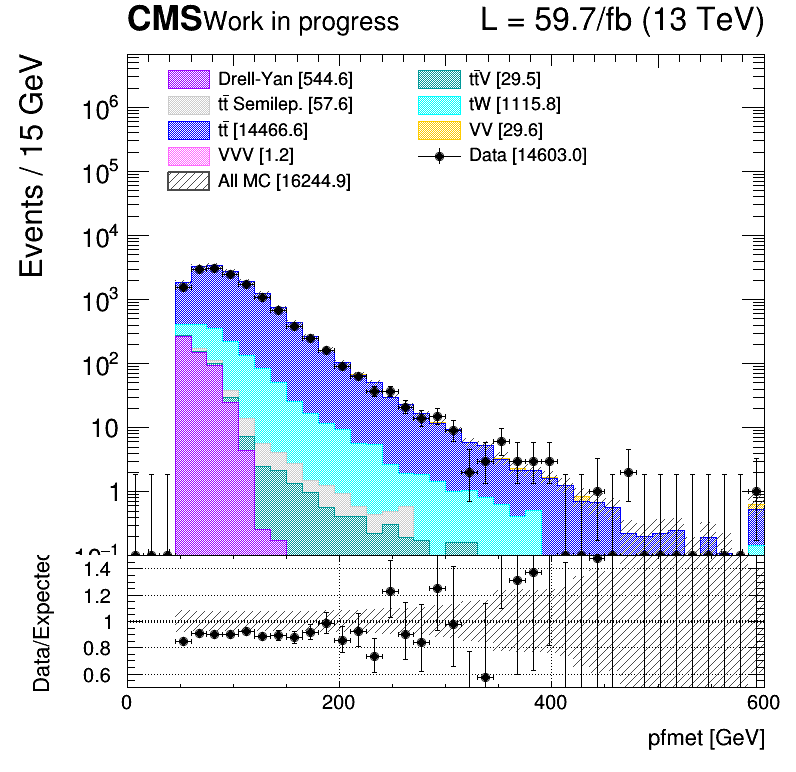 CMS Work in progress L = 59.7/fb (13 TeV)
Events / 15 GeV
Drell-Yan [544.6] tt̄V [29.5]
tt̄ Semilep. [57.6] tW [1115.8]
tt̄ [14466.6] VV [29.6]
VVV [1.2] Data [14603.0]
All MC [16244.9]
10⁶
10⁵
10⁴
10³
10²
10
1
10⁻¹
Data/Expected
1.4
1.2
1
0.8
0.6
0 200 400 600
pfmet [GeV]